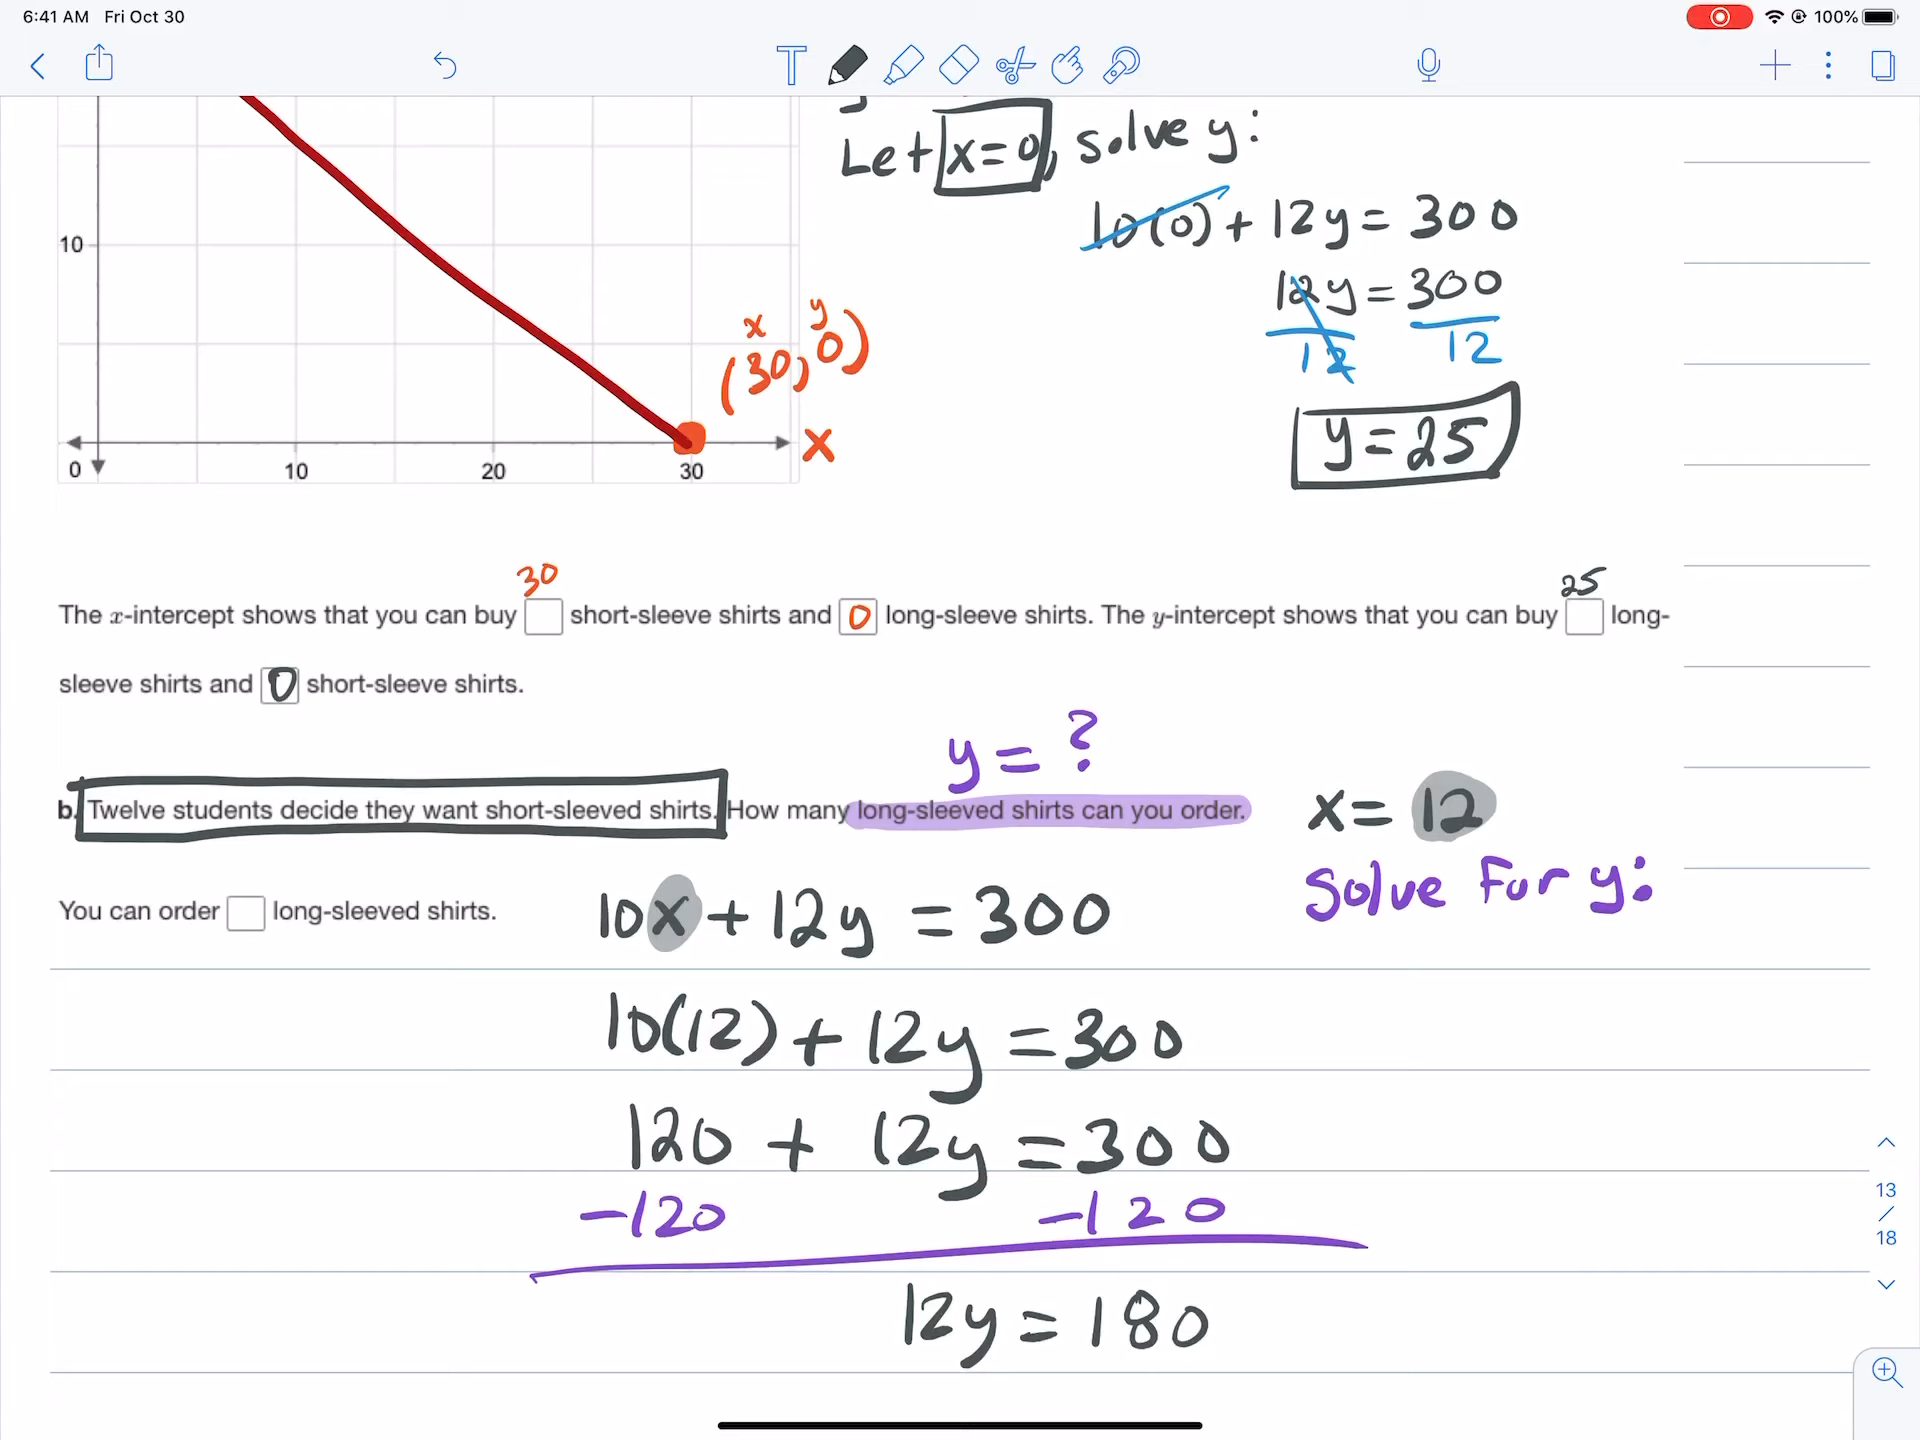 6:41 AM Fri Oct 30
100%
T
Let x=0, solve y:
10(0) + 12y = 300
12y = 300
12 12
y = 25
10
x y
(30, 0)
x
0 10 20 30
30 25
The x-intercept shows that you can buy short-sleeve shirts and 0 long-sleeve shirts. The y-intercept shows that you can buy long-
sleeve shirts and 0 short-sleeve shirts.
y = ?
b. Twelve students decide they want short-sleeved shirts. How many long-sleeved shirts can you order.
x = 12
Solve for y:
You can order long-sleeved shirts.
10x + 12y = 300
10(12) + 12y = 300
120 + 12y = 300
-120 -120
12y = 180
13
/
18